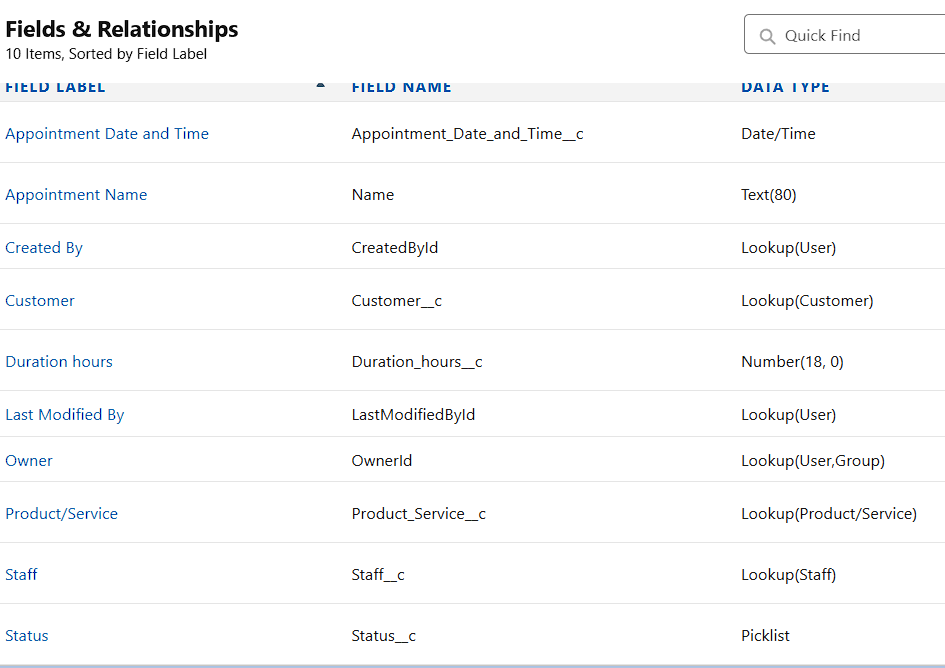 Fields & Relationships
10 Items, Sorted by Field Label
Quick Find
FIELD LABEL FIELD NAME DATA TYPE
Appointment Date and Time Appointment_Date_and_Time__c Date/Time
Appointment Name Name Text(80)
Created By CreatedById Lookup(User)
Customer Customer__c Lookup(Customer)
Duration hours Duration_hours__c Number(18, 0)
Last Modified By LastModifiedById Lookup(User)
Owner OwnerId Lookup(User,Group)
Product/Service Product_Service__c Lookup(Product/Service)
Staff Staff__c Lookup(Staff)
Status Status__c Picklist